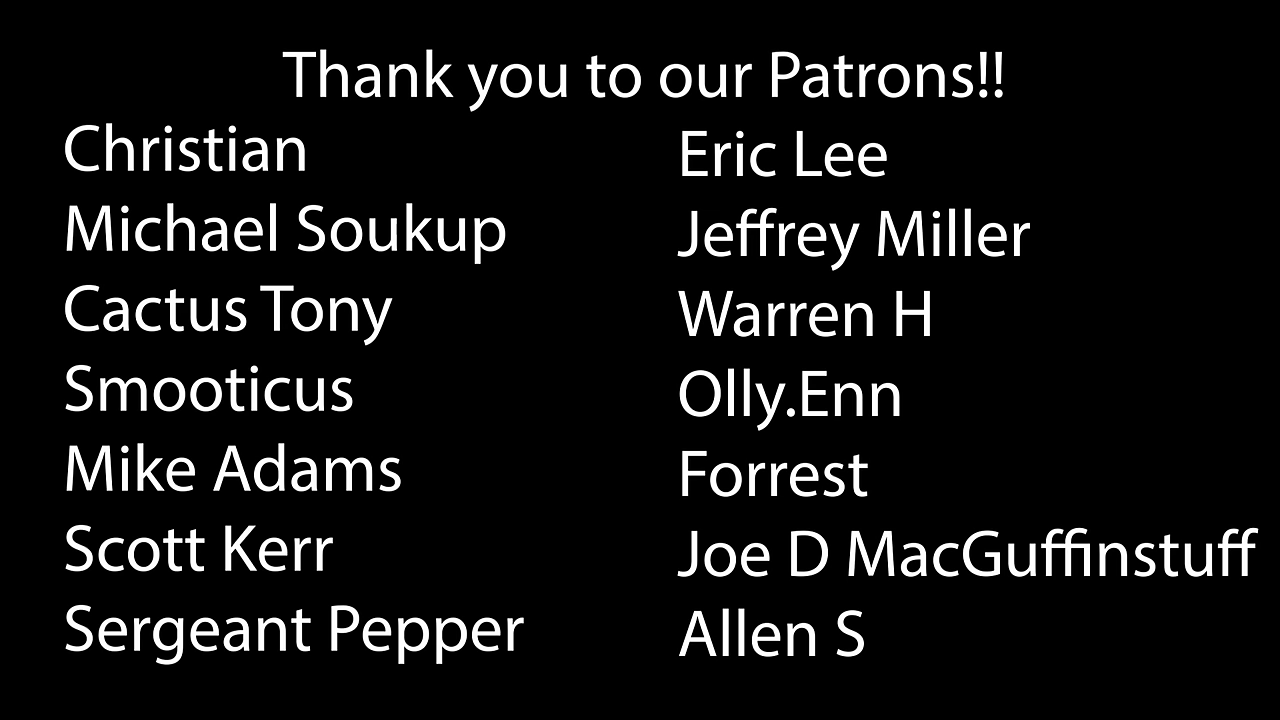 Thank you to our Patrons!!
Christian
Michael Soukup
Cactus Tony
Smooticus
Mike Adams
Scott Kerr
Sergeant Pepper
Eric Lee
Jeffrey Miller
Warren H
Olly.Enn
Forrest
Joe D MacGuffinstuff
Allen S